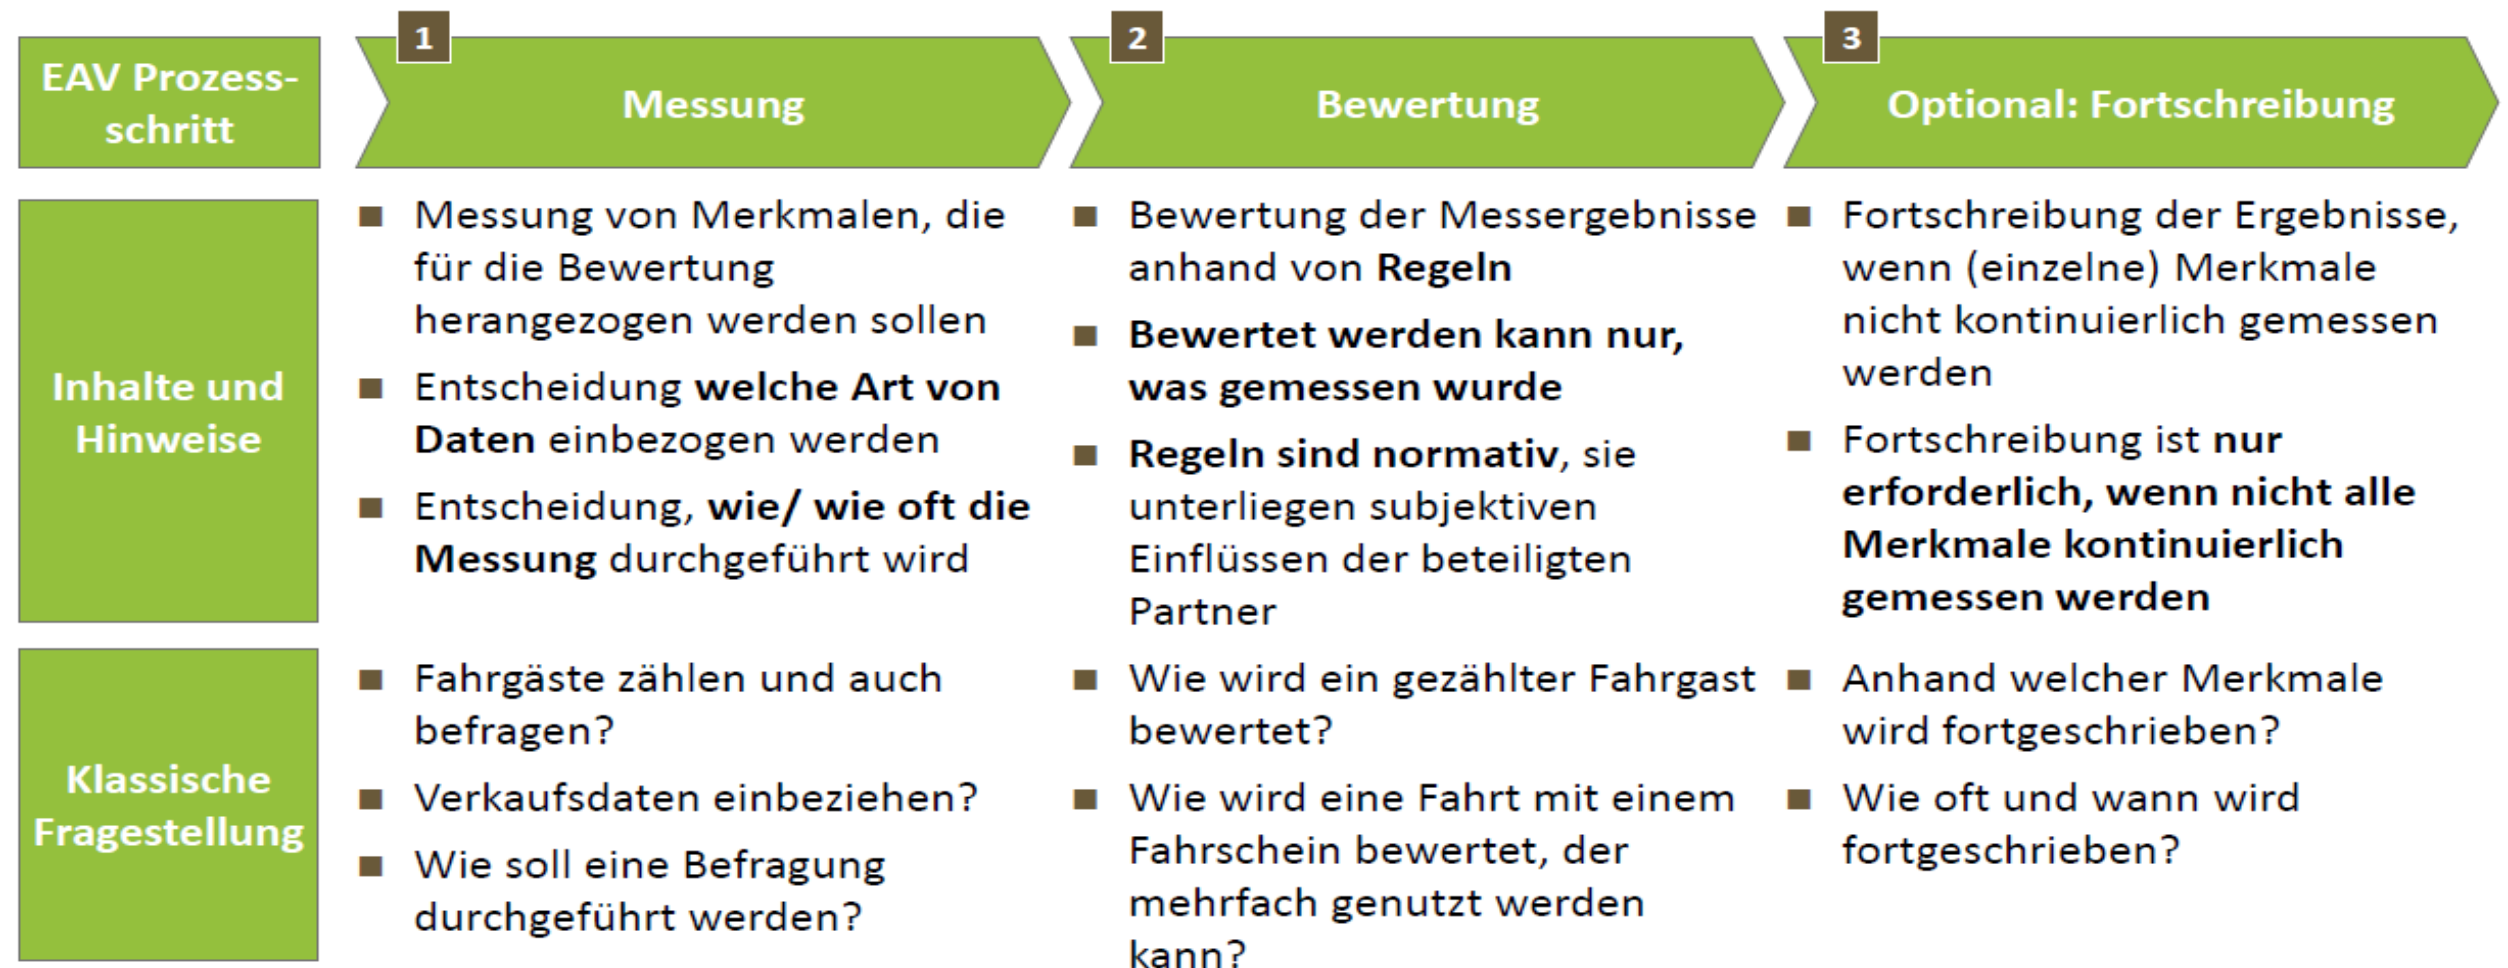 EAV Prozess-
schritt
1
Messung
2
Bewertung
3
Optional: Fortschreibung
Inhalte und
Hinweise
■ Messung von Merkmalen, die
für die Bewertung
herangezogen werden sollen
■ Entscheidung welche Art von
Daten einbezogen werden
■ Entscheidung, wie/ wie oft die
Messung durchgeführt wird
■ Bewertung der Messergebnisse
anhand von Regeln
■ Bewertet werden kann nur,
was gemessen wurde
■ Regeln sind normativ, sie
unterliegen subjektiven
Einflüssen der beteiligten
Partner
■ Fortschreibung der Ergebnisse,
wenn (einzelne) Merkmale
nicht kontinuierlich gemessen
werden
■ Fortschreibung ist nur
erforderlich, wenn nicht alle
Merkmale kontinuierlich
gemessen werden
Klassische
Fragestellung
■ Fahrgäste zählen und auch
befragen?
■ Verkaufsdaten einbeziehen?
■ Wie soll eine Befragung
durchgeführt werden?
■ Wie wird ein gezählter Fahrgast
bewertet?
■ Wie wird eine Fahrt mit einem
Fahrschein bewertet, der
mehrfach genutzt werden
kann?
■ Anhand welcher Merkmale
wird fortgeschrieben?
■ Wie oft und wann wird
fortgeschrieben?